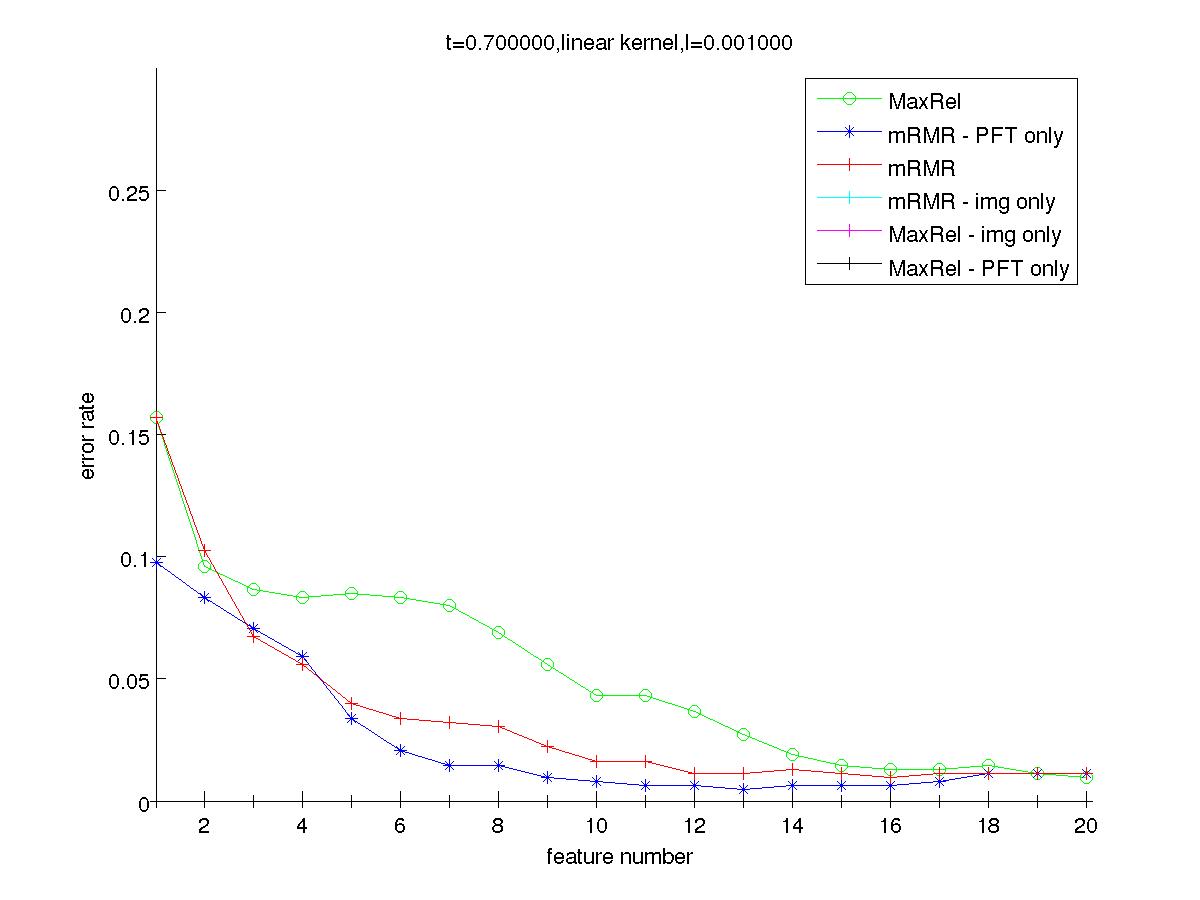 t=0.700000,linear kernel,l=0.001000
MaxRel
mRMR - PFT only
mRMR
mRMR - img only
MaxRel - img only
MaxRel - PFT only
0.25
0.2
0.15
0.1
0.05
0
error rate
2 4 6 8 10 12 14 16 18 20
feature number